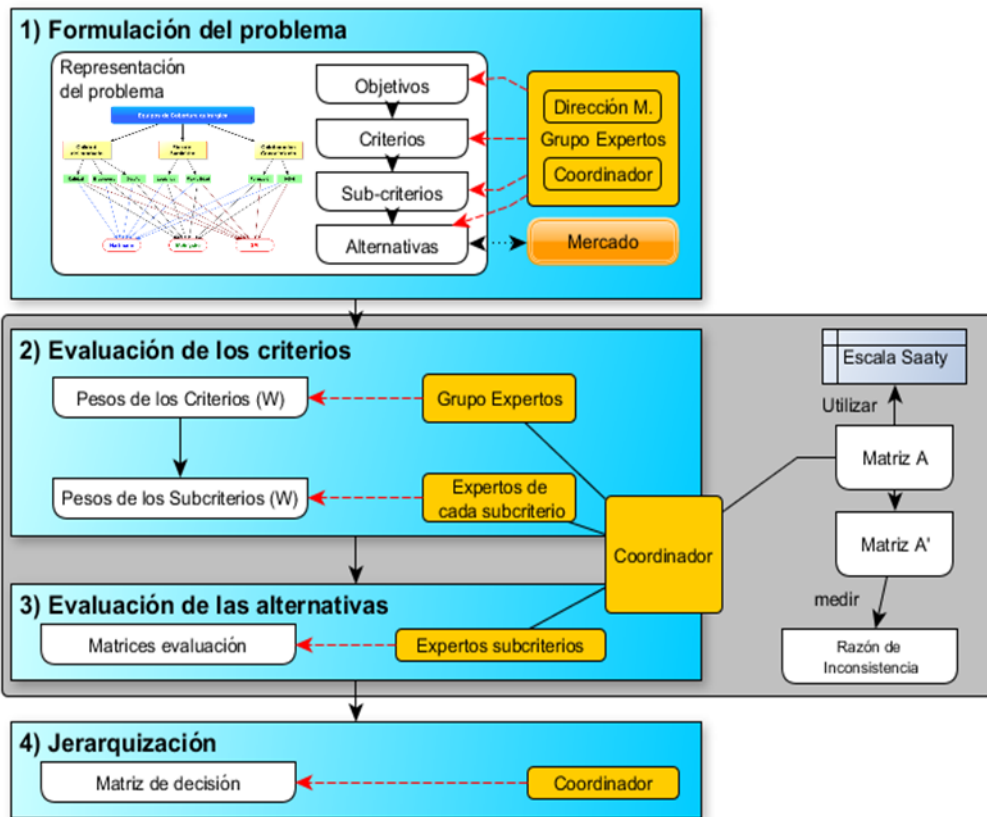 1) Formulación del problema
Representación
del problema
Objetivos
Criterios
Sub-criterios
Alternativas
Dirección M.
Grupo Expertos
Coordinador
Mercado
2) Evaluación de los criterios
Pesos de los Criterios (W)
Grupo Expertos
Pesos de los Subcriterios (W)
Expertos de
cada subcriterio
Coordinador
Escala Saaty
Utilizar
Matriz A
Matriz A'
medir
Razón de
Inconsistencia
3) Evaluación de las alternativas
Matrices evaluación
Expertos subcriterios
4) Jerarquización
Matriz de decisión
Coordinador